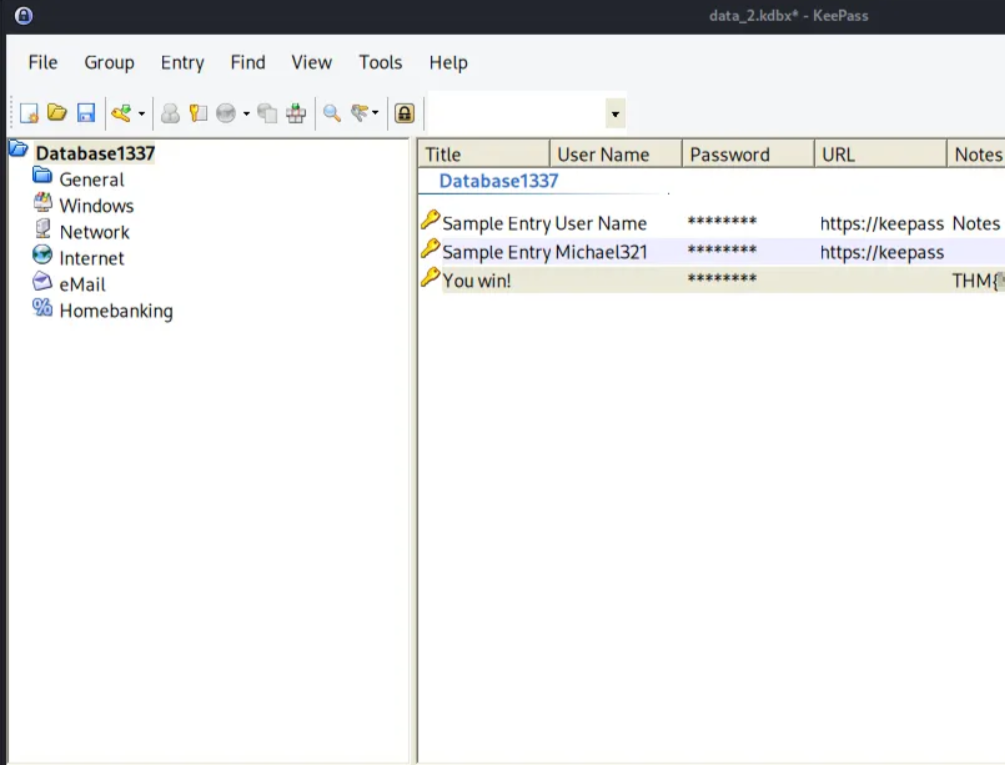 data_2.kdbx* - KeePass
File Group Entry Find View Tools Help
Database1337
General
Windows
Network
Internet
eMail
Homebanking
Title User Name Password URL Notes
Database1337
Sample Entry User Name ******** https://keepass Notes
Sample Entry Michael321 ******** https://keepass
You win! ******** THM{